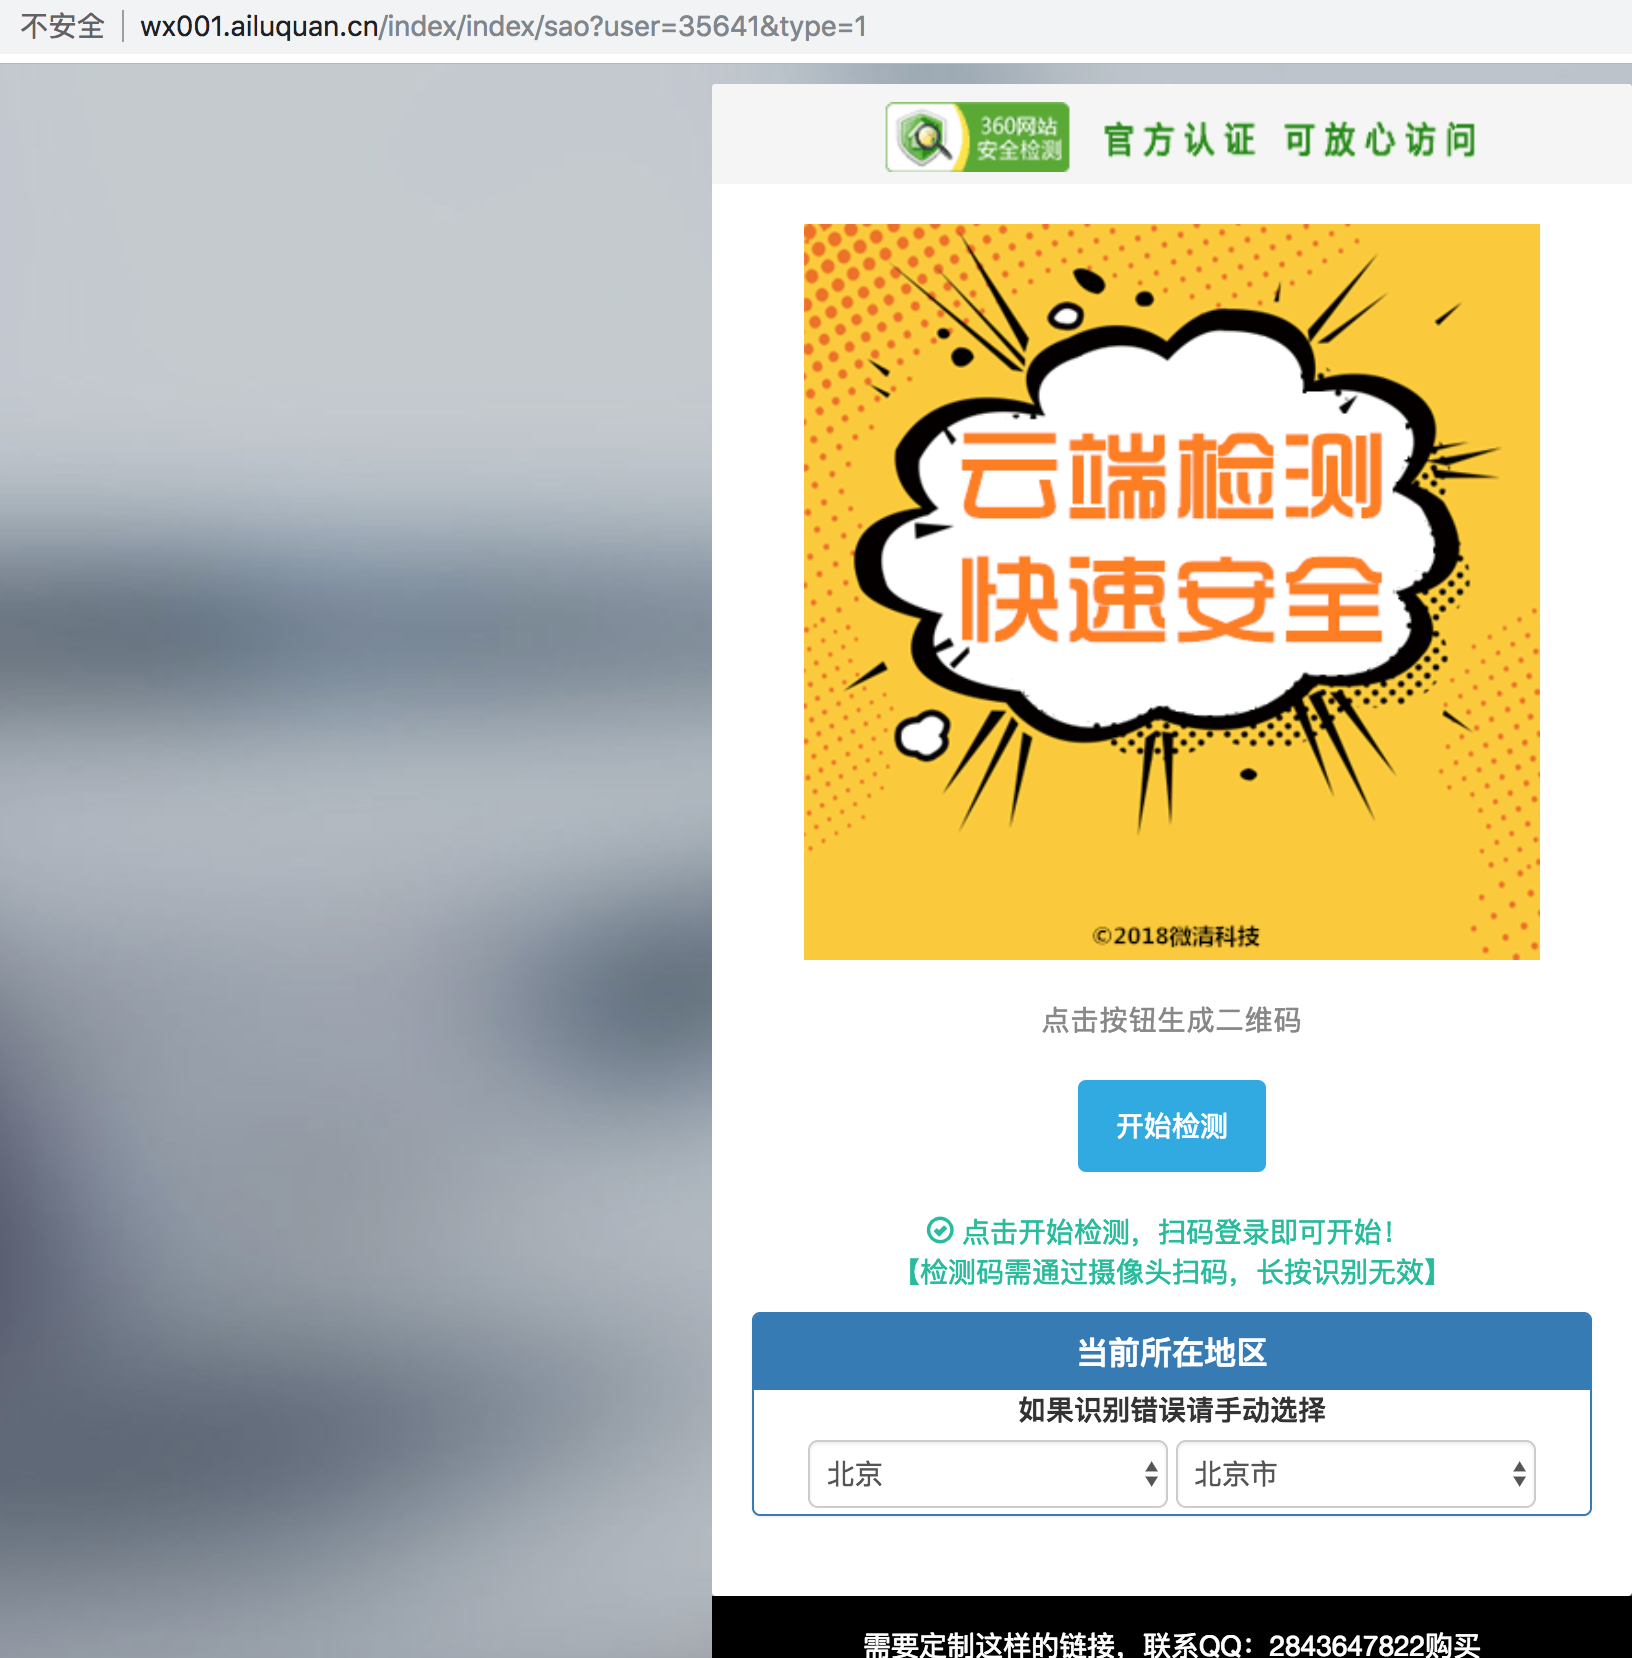 不安全 wx001.ailuquan.cn/index/index/sao?user=35641&type=1
360网站
安全检测
官方认证 可放心访问
云端检测
快速安全
©2018微清科技
点击按钮生成二维码
开始检测
点击开始检测，扫码登录即可开始！
【检测码需通过摄像头扫码，长按识别无效】
当前所在地区
如果识别错误请手动选择
北京 北京市
需要定制这样的链接，联系QQ：2843647822购买